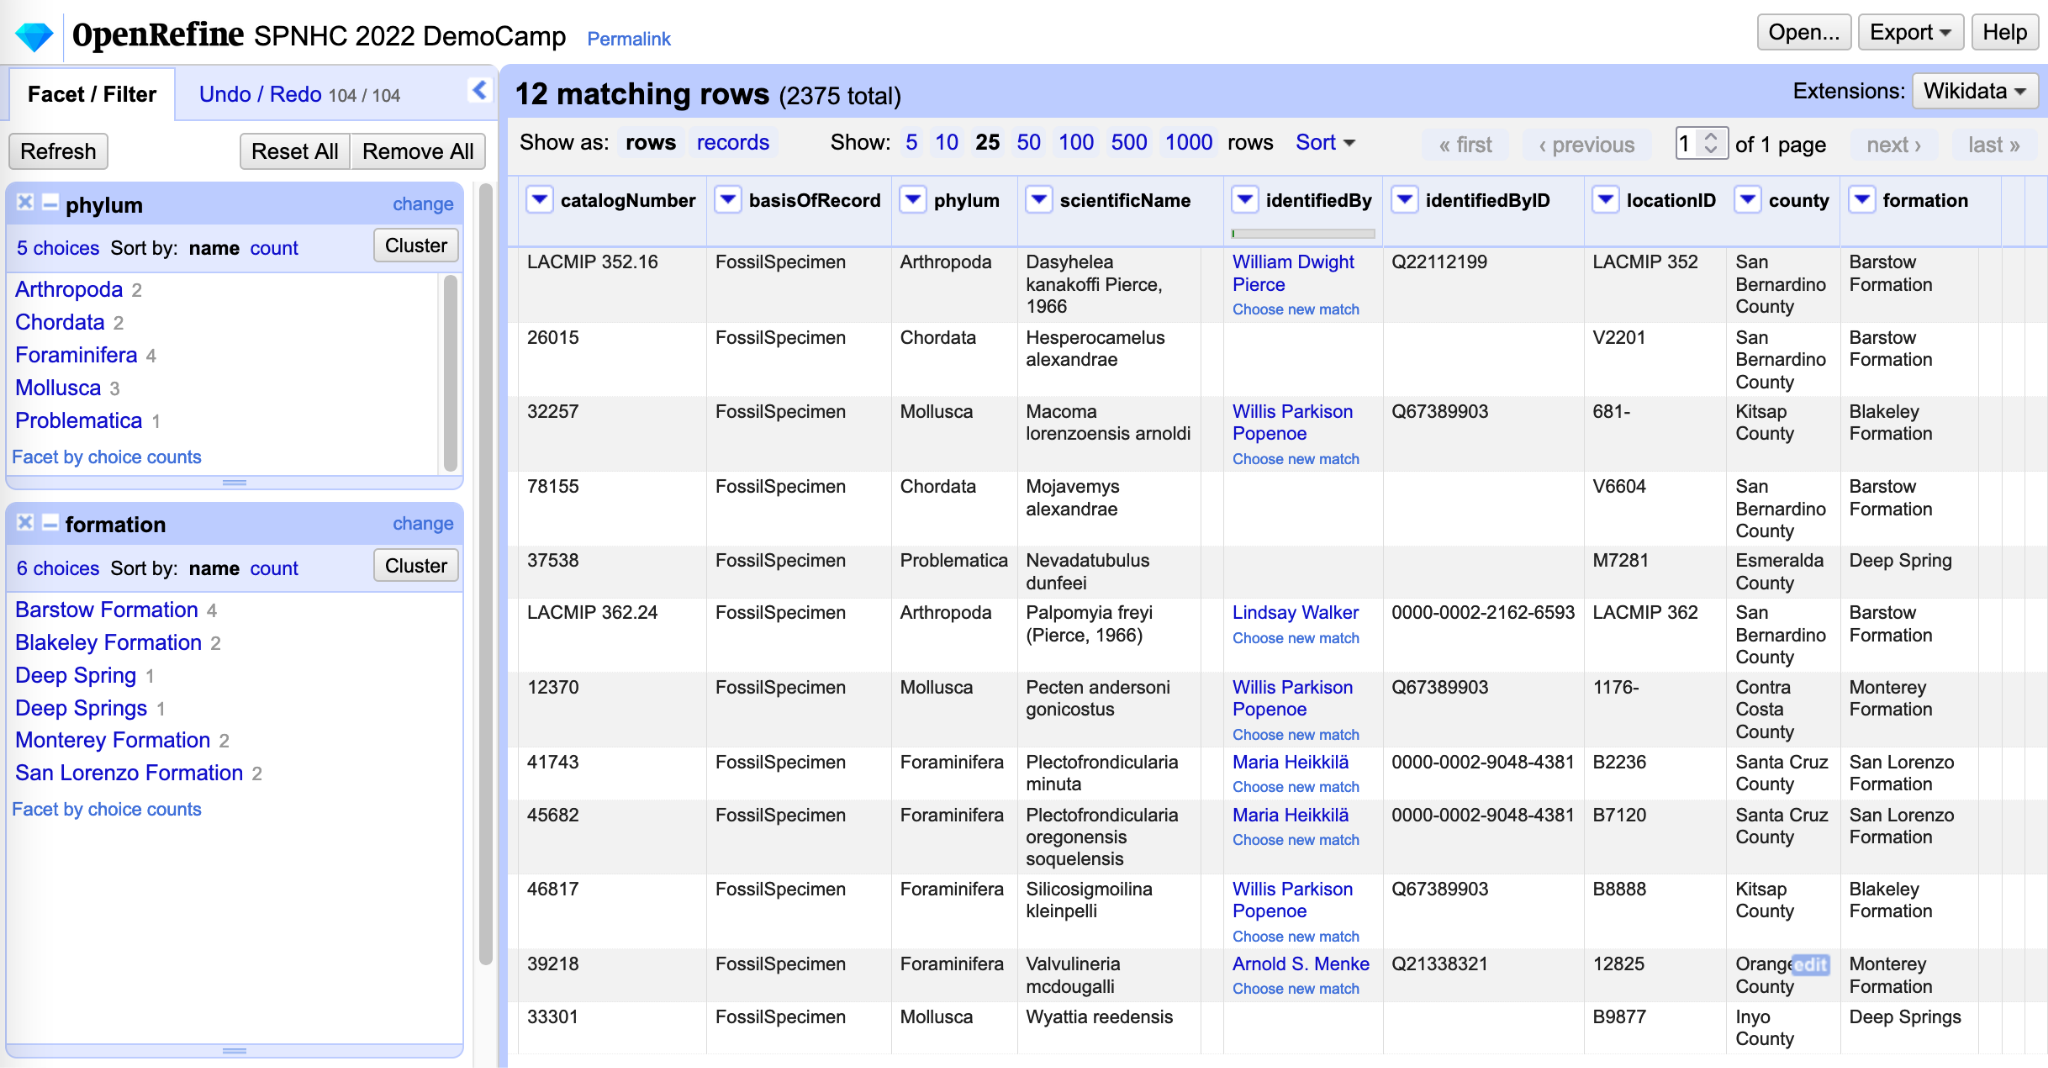 OpenRefine SPNHC 2022 DemoCamp Permalink
Open... Export Help
Facet / Filter Undo / Redo 104 / 104
Refresh Reset All Remove All
phylum change
5 choices Sort by: name count Cluster
Arthropoda 2
Chordata 2
Foraminifera 4
Mollusca 3
Problematica 1
Facet by choice counts
formation change
6 choices Sort by: name count Cluster
Barstow Formation 4
Blakeley Formation 2
Deep Spring 1
Deep Springs 1
Monterey Formation 2
San Lorenzo Formation 2
Facet by choice counts
12 matching rows (2375 total)
Extensions: Wikidata
Show as: rows records Show: 5 10 25 50 100 500 1000 rows Sort « first ‹ previous 1 of 1 page next › last »
catalogNumber basisOfRecord phylum scientificName identifiedBy identifiedByID locationID county formation
LACMIP 352.16 FossilSpecimen Arthropoda Dasyhelea William Dwight Q22112199 LACMIP 352 San Barstow
kanakoffi Pierce, Pierce Bernardino Formation
1966 Choose new match County
26015 FossilSpecimen Chordata Hesperocamelus V2201 San Barstow
alexandrae Bernardino Formation
County
32257 FossilSpecimen Mollusca Macoma Willis Parkison Q67389903 681- Kitsap Blakeley
lorenzoensis arnoldi Popenoe County Formation
Choose new match
78155 FossilSpecimen Chordata Mojavemys V6604 San Barstow
alexandrae Bernardino Formation
County
37538 FossilSpecimen Problematica Nevadatubulus M7281 Esmeralda Deep Spring
dunfeei County
LACMIP 362.24 FossilSpecimen Arthropoda Palpomyia freyi Lindsay Walker 0000-0002-2162-6593 LACMIP 362 San Barstow
(Pierce, 1966) Choose new match Bernardino Formation
County
12370 FossilSpecimen Mollusca Pecten andersoni Willis Parkison Q67389903 1176- Contra Monterey
gonicostus Popenoe Costa Formation
Choose new match County
41743 FossilSpecimen Foraminifera Plectofrondicularia Maria Heikkilä 0000-0002-9048-4381 B2236 Santa Cruz San Lorenzo
minuta Choose new match County Formation
45682 FossilSpecimen Foraminifera Plectofrondicularia Maria Heikkilä 0000-0002-9048-4381 B7120 Santa Cruz San Lorenzo
oregonensis Choose new match County Formation
soquelensis
46817 FossilSpecimen Foraminifera Silicosigmoilina Willis Parkison Q67389903 B8888 Kitsap Blakeley
kleinpelli Popenoe County Formation
Choose new match
39218 FossilSpecimen Foraminifera Valvulineria Arnold S. Menke Q21338321 12825 Orange edit Monterey
mcdougalli Choose new match County Formation
33301 FossilSpecimen Mollusca Wyattia reedensis B9877 Inyo Deep Springs
County